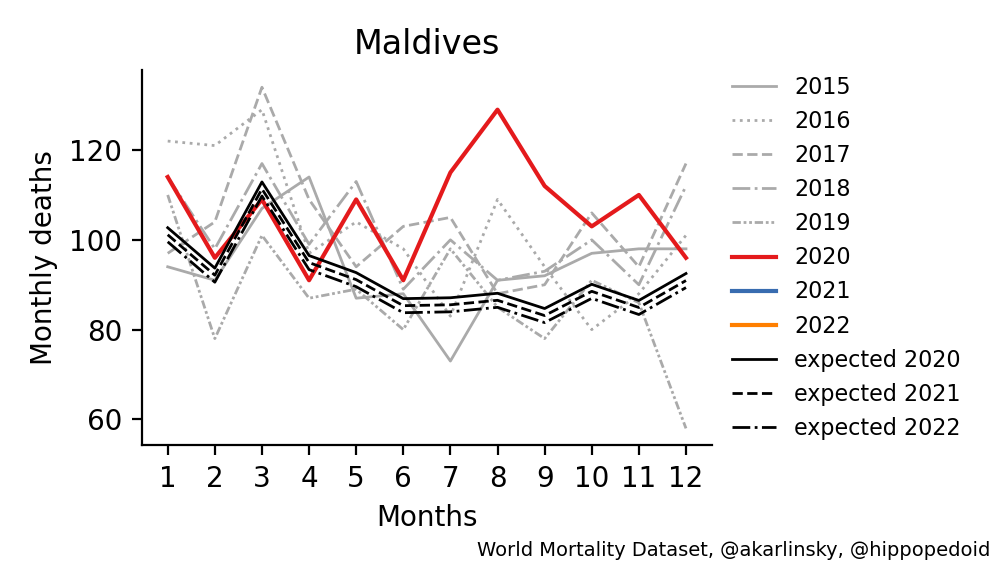 Maldives
Monthly deaths
120
100
80
60
1 2 3 4 5 6 7 8 9 10 11 12
Months
2015
2016
2017
2018
2019
2020
2021
2022
expected 2020
expected 2021
expected 2022
World Mortality Dataset, @akarlinsky, @hippopedoid